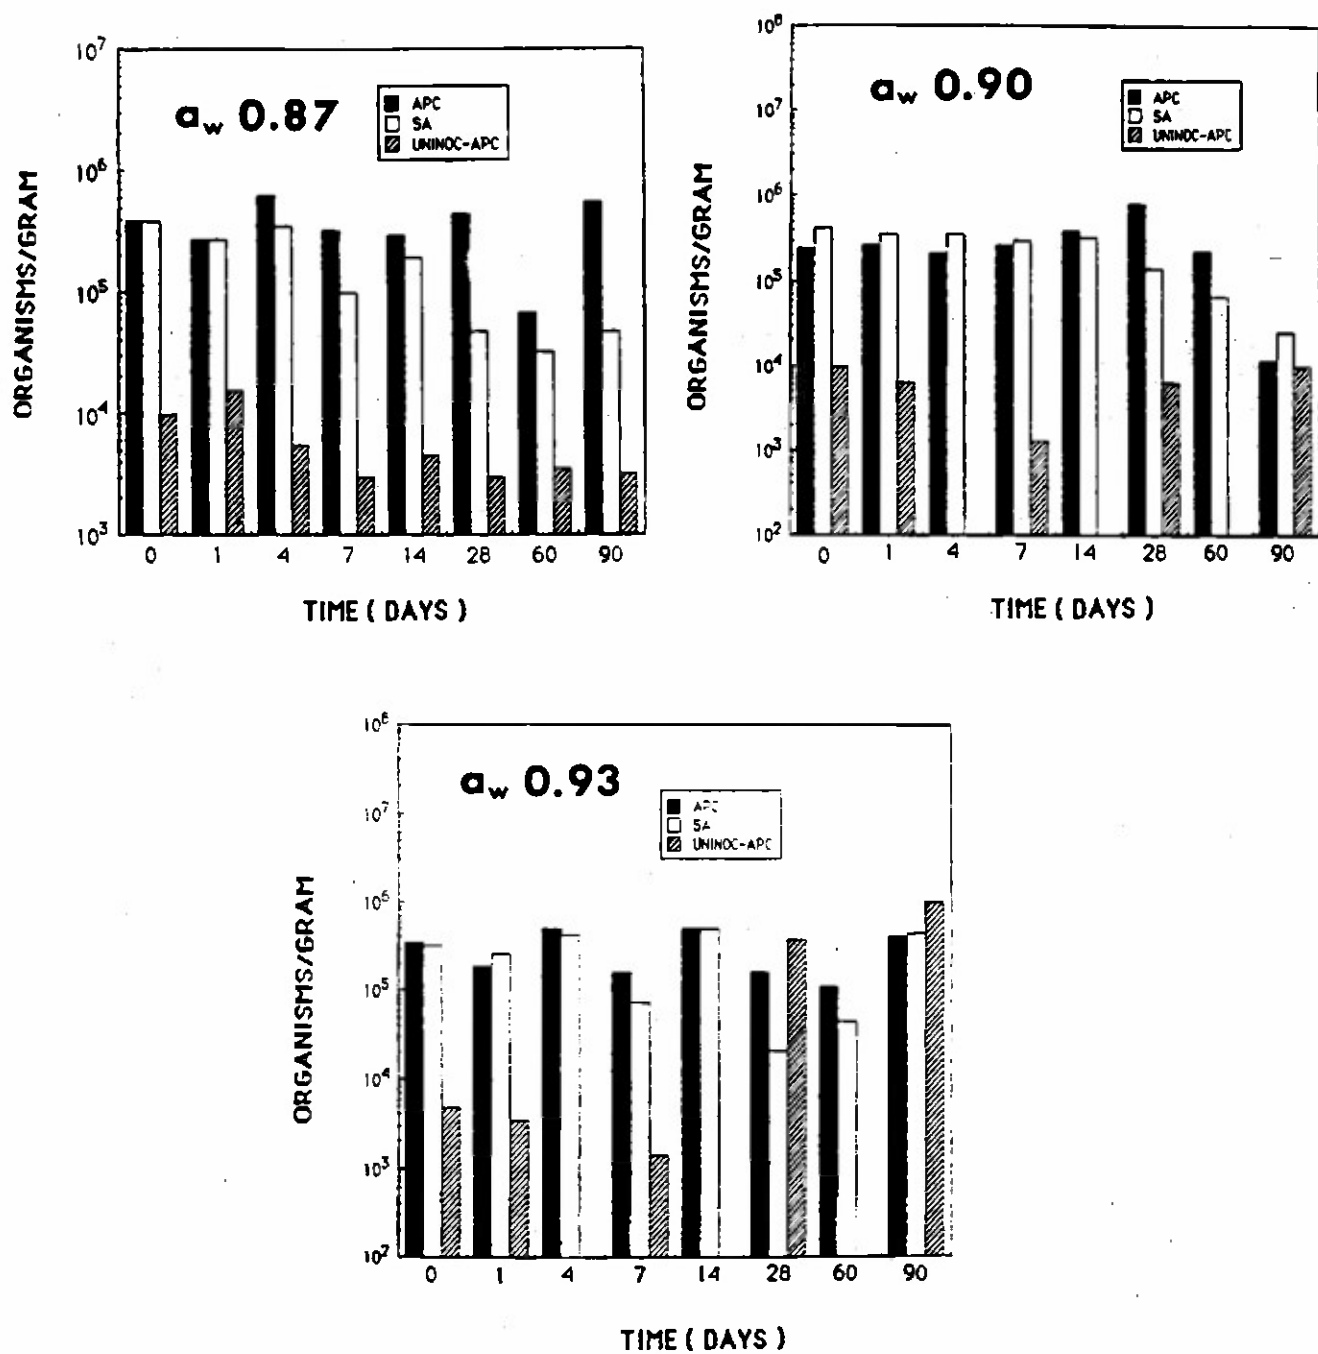 a_w 0.87
APC
SA
UNINOC-APC
10⁷
10⁶
10⁵
10⁴
10³
ORGANISMS/GRAM
0 1 4 7 14 28 60 90
TIME ( DAYS )
a_w 0.90
APC
SA
UNINOC-APC
10⁸
10⁷
10⁶
10⁵
10⁴
10³
10²
ORGANISMS/GRAM
0 1 4 7 14 28 60 90
TIME ( DAYS )
a_w 0.93
APC
SA
UNINOC-APC
10⁸
10⁷
10⁶
10⁵
10⁴
10³
10²
ORGANISMS/GRAM
0 1 4 7 14 28 60 90
TIME ( DAYS )